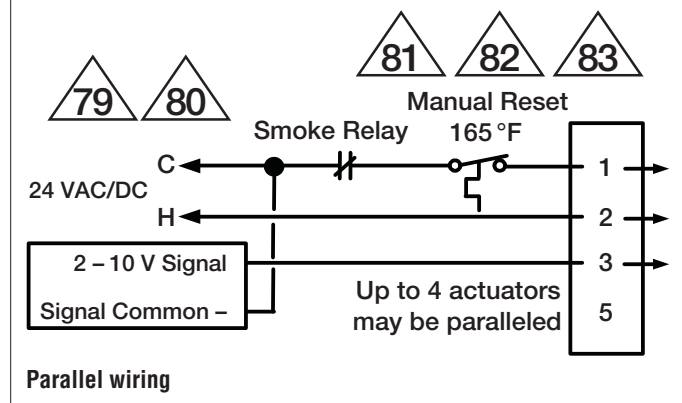 81 82 83
79 80
Manual Reset
Smoke Relay 165 °F
C 1
24 VAC/DC
H 2
2 – 10 V Signal 3
Signal Common –
Up to 4 actuators
may be paralleled 5
Parallel wiring